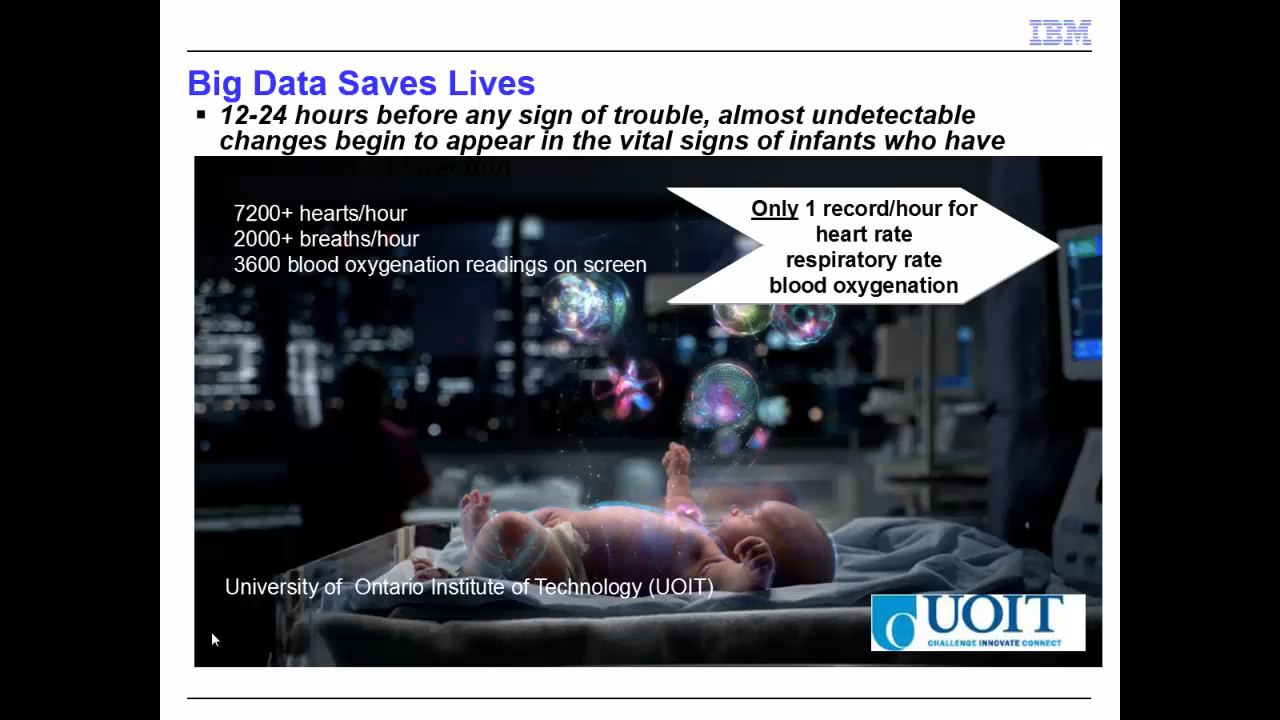 IBM
Big Data Saves Lives
▪ 12-24 hours before any sign of trouble, almost undetectable
changes begin to appear in the vital signs of infants who have
infection
7200+ hearts/hour
2000+ breaths/hour
3600 blood oxygenation readings on screen
Only 1 record/hour for
heart rate
respiratory rate
blood oxygenation
University of Ontario Institute of Technology (UOIT)
UOIT
CHALLENGE INNOVATE CONNECT